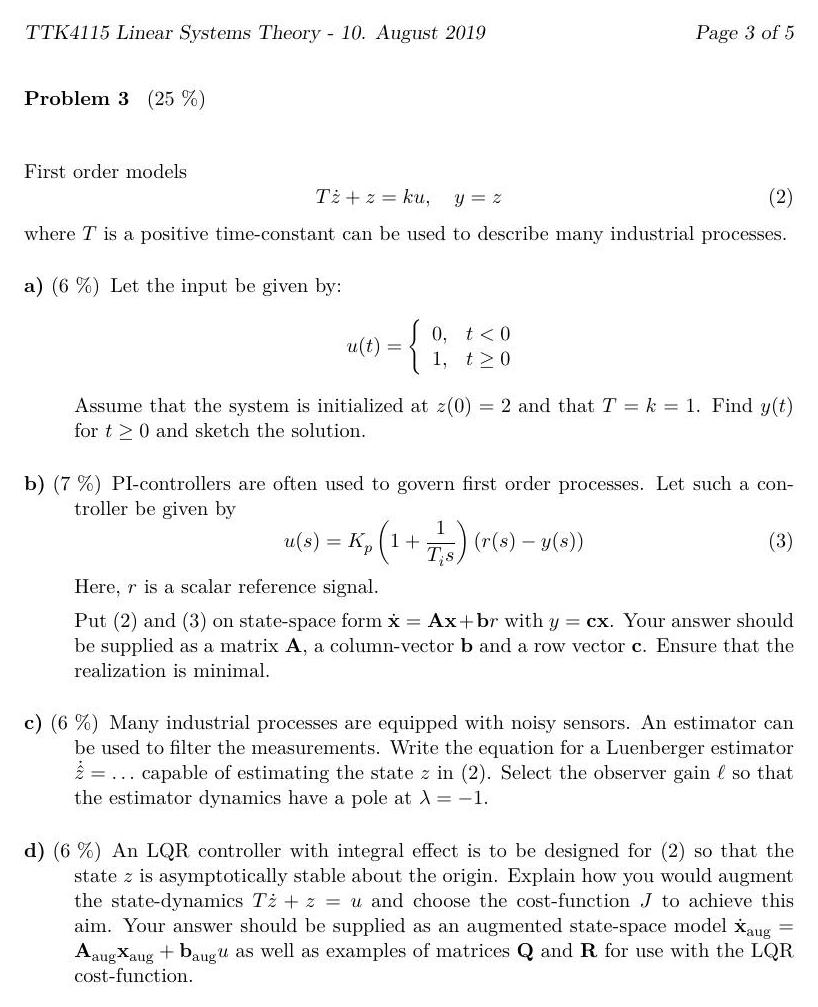 TTK4115 Linear Systems Theory - 10. August 2019 Page 3 of 5
Problem 3 (25 %)
First order models
Tż + z = ku, y = z (2)
where T is a positive time-constant can be used to describe many industrial processes.
a) (6 %) Let the input be given by:
u(t) = { 0, t < 0
1, t ≥ 0
Assume that the system is initialized at z(0) = 2 and that T = k = 1. Find y(t)
for t ≥ 0 and sketch the solution.
b) (7 %) PI-controllers are often used to govern first order processes. Let such a con-
troller be given by
u(s) = K_p (1 + 1/(T_i s)) (r(s) − y(s)) (3)
Here, r is a scalar reference signal.
Put (2) and (3) on state-space form ẋ = Ax+br with y = cx. Your answer should
be supplied as a matrix A, a column-vector b and a row vector c. Ensure that the
realization is minimal.
c) (6 %) Many industrial processes are equipped with noisy sensors. An estimator can
be used to filter the measurements. Write the equation for a Luenberger estimator
ẑ̇ = ... capable of estimating the state z in (2). Select the observer gain ℓ so that
the estimator dynamics have a pole at λ = −1.
d) (6 %) An LQR controller with integral effect is to be designed for (2) so that the
state z is asymptotically stable about the origin. Explain how you would augment
the state-dynamics Tż + z = u and choose the cost-function J to achieve this
aim. Your answer should be supplied as an augmented state-space model ẋ_aug =
A_aug x_aug + b_aug u as well as examples of matrices Q and R for use with the LQR
cost-function.